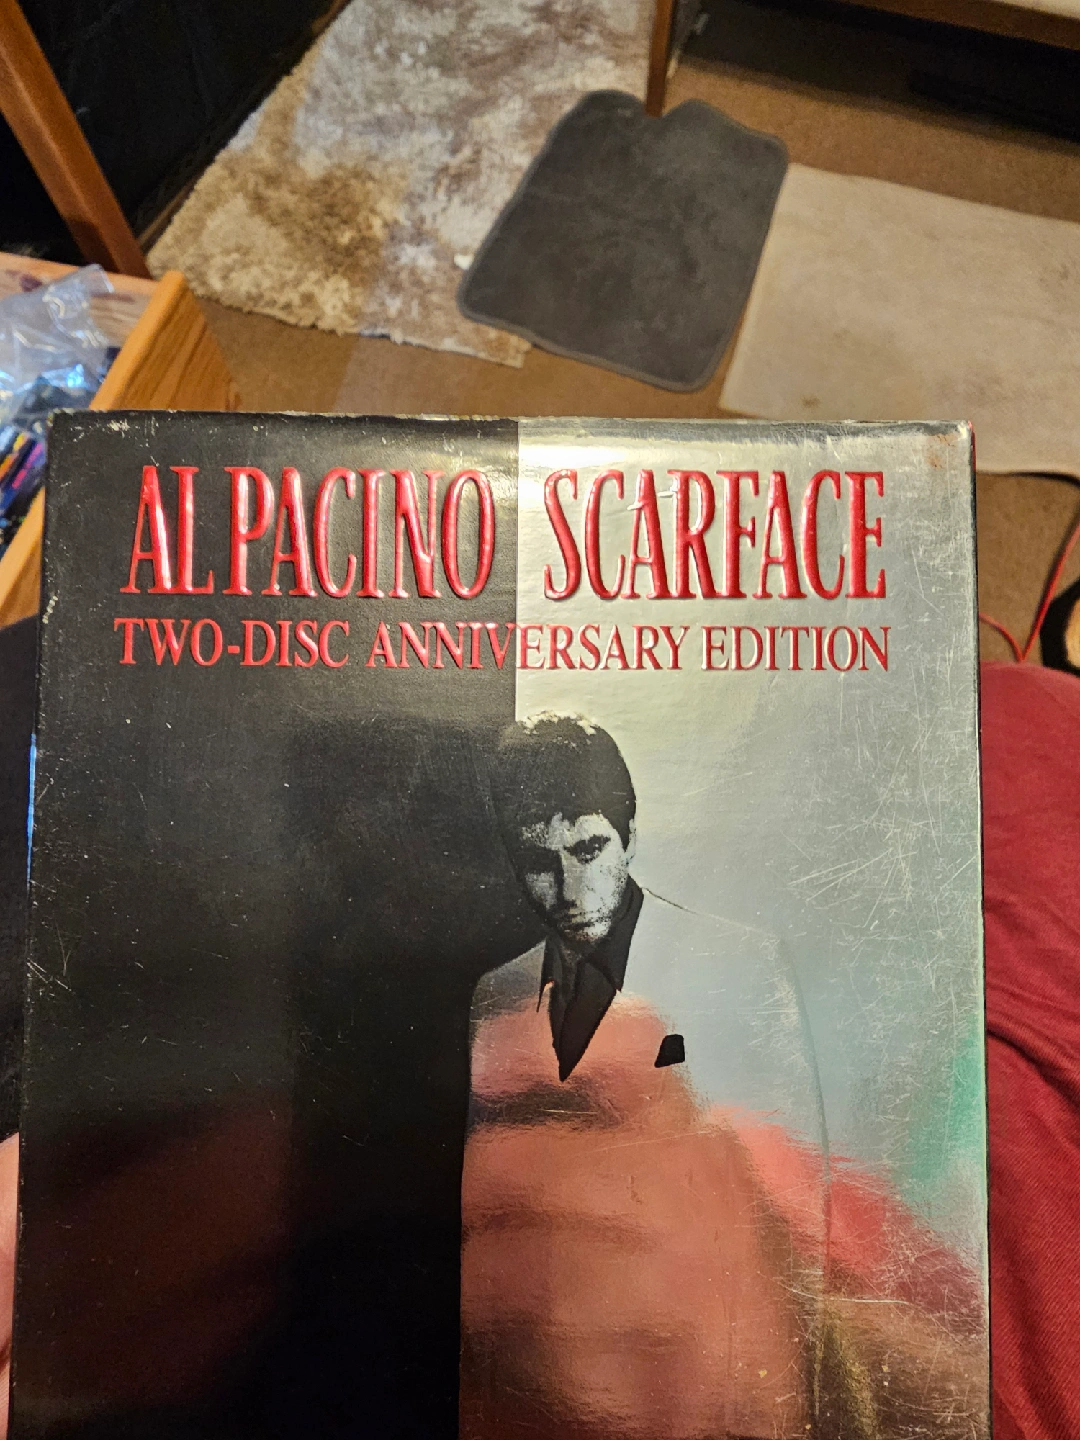 AL PACINO SCARFACE
TWO-DISC ANNIVERSARY EDITION